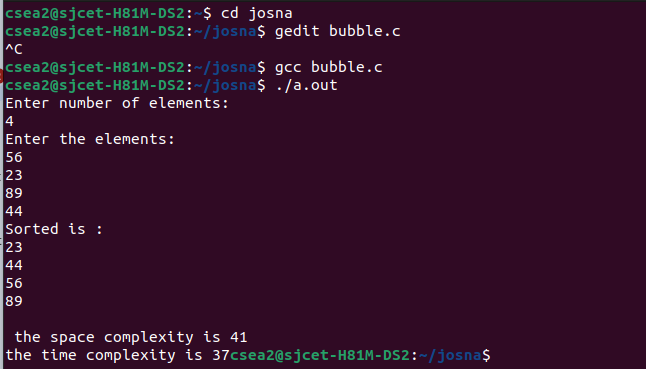 csea2@sjcet-H81M-DS2:~$ cd josna
csea2@sjcet-H81M-DS2:~/josna$ gedit bubble.c
^C
csea2@sjcet-H81M-DS2:~/josna$ gcc bubble.c
csea2@sjcet-H81M-DS2:~/josna$ ./a.out
Enter number of elements:
4
Enter the elements:
56
23
89
44
Sorted is :
23
44
56
89

 the space complexity is 41
the time complexity is 37csea2@sjcet-H81M-DS2:~/josna$